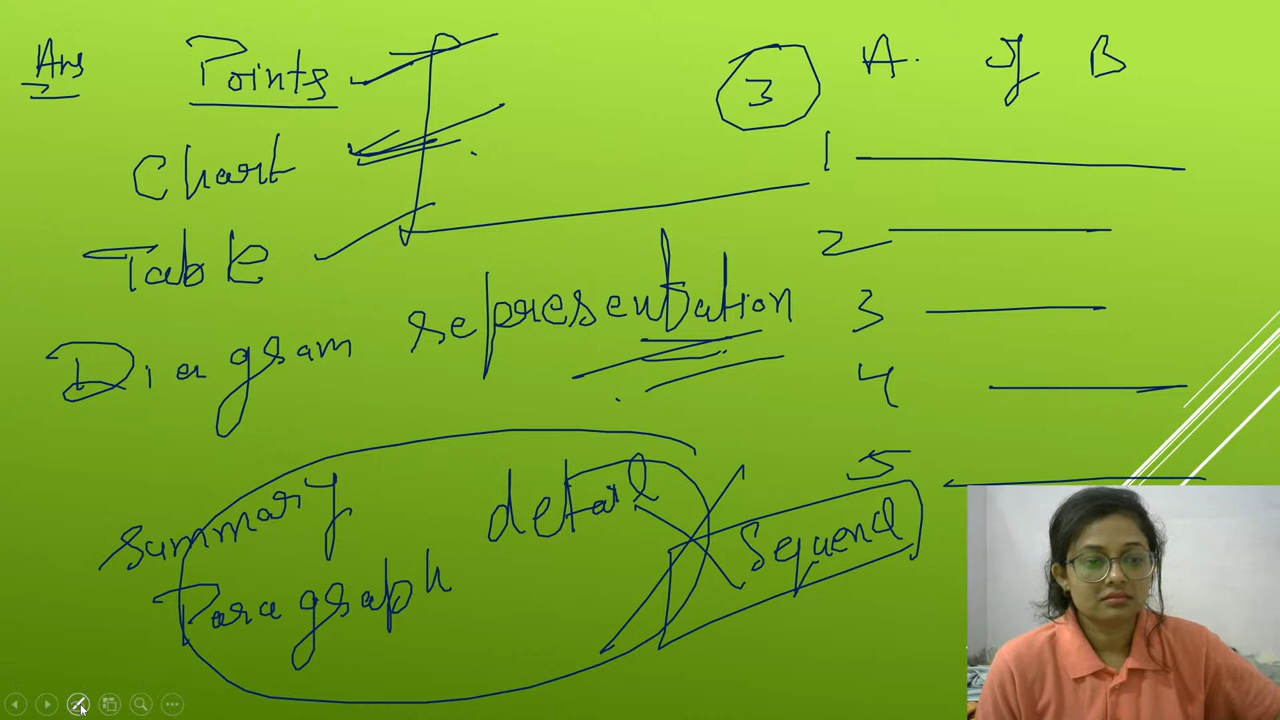 Ans
Points
Chart
Table
Diagram representation
summary detail
Paragraph
Sequence
3
A. of B
1
2
3
4
5